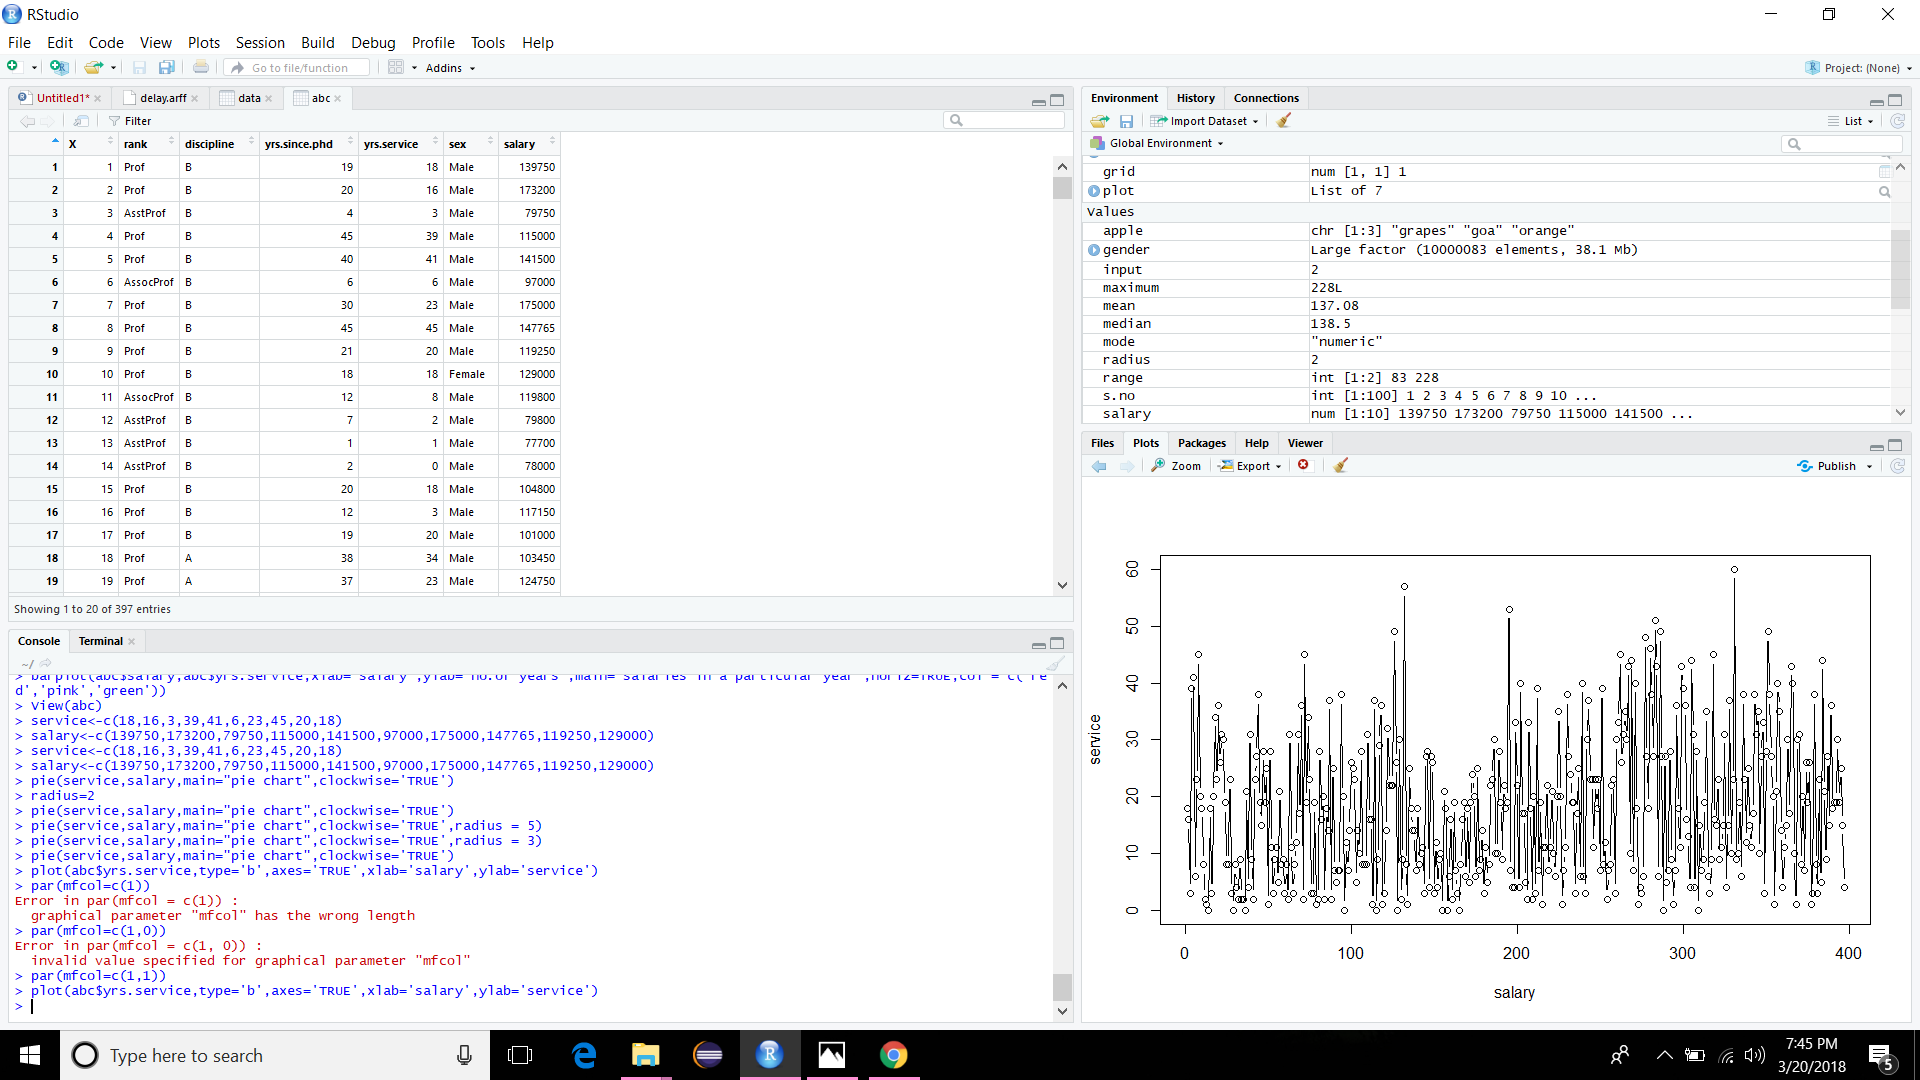 RStudio
File Edit Code View Plots Session Build Debug Profile Tools Help
Go to file/function Addins Project: (None)
Untitled1* delay.arff data abc
Filter
X rank discipline yrs.since.phd yrs.service sex salary
1 1 Prof B 19 18 Male 139750
2 2 Prof B 20 16 Male 173200
3 3 AsstProf B 4 3 Male 79750
4 4 Prof B 45 39 Male 115000
5 5 Prof B 40 41 Male 141500
6 6 AssocProf B 6 6 Male 97000
7 7 Prof B 30 23 Male 175000
8 8 Prof B 45 45 Male 147765
9 9 Prof B 21 20 Male 119250
10 10 Prof B 18 18 Female 129000
11 11 AssocProf B 12 8 Male 119800
12 12 AsstProf B 7 2 Male 79800
13 13 AsstProf B 1 1 Male 77700
14 14 AsstProf B 2 0 Male 78000
15 15 Prof B 20 18 Male 104800
16 16 Prof B 12 3 Male 117150
17 17 Prof B 19 20 Male 101000
18 18 Prof A 38 34 Male 103450
19 19 Prof A 37 23 Male 124750
Showing 1 to 20 of 397 entries
Console Terminal
~/
> barplot(abc$salary,abc$yrs.service,xlab='salary',ylab='no.of years',main='salaries in a particular year',horiz=TRUE,col = c('re
d','pink','green'))
> View(abc)
> service<-c(18,16,3,39,41,6,23,45,20,18)
> salary<-c(139750,173200,79750,115000,141500,97000,175000,147765,119250,129000)
> service<-c(18,16,3,39,41,6,23,45,20,18)
> salary<-c(139750,173200,79750,115000,141500,97000,175000,147765,119250,129000)
> pie(service,salary,main="pie chart",clockwise='TRUE')
> radius=2
> pie(service,salary,main="pie chart",clockwise='TRUE')
> pie(service,salary,main="pie chart",clockwise='TRUE',radius = 5)
> pie(service,salary,main="pie chart",clockwise='TRUE',radius = 3)
> pie(service,salary,main="pie chart",clockwise='TRUE')
> plot(abc$yrs.service,type='b',axes='TRUE',xlab='salary',ylab='service')
> par(mfcol=c(1))
Error in par(mfcol = c(1)) :
graphical parameter "mfcol" has the wrong length
> par(mfcol=c(1,0))
Error in par(mfcol = c(1, 0)) :
invalid value specified for graphical parameter "mfcol"
> par(mfcol=c(1,1))
> plot(abc$yrs.service,type='b',axes='TRUE',xlab='salary',ylab='service')
>
Environment History Connections
Import Dataset List
Global Environment
grid num [1, 1] 1
plot List of 7
Values
apple chr [1:3] "grapes" "goa" "orange"
gender Large factor (10000083 elements, 38.1 Mb)
input 2
maximum 228L
mean 137.08
median 138.5
mode "numeric"
radius 2
range int [1:2] 83 228
s.no int [1:100] 1 2 3 4 5 6 7 8 9 10 ...
salary num [1:10] 139750 173200 79750 115000 141500 ...
Files Plots Packages Help Viewer
Zoom Export Publish
service
60
50
40
30
20
10
0
0 100 200 300 400
salary
Type here to search
7:45 PM
3/20/2018
5